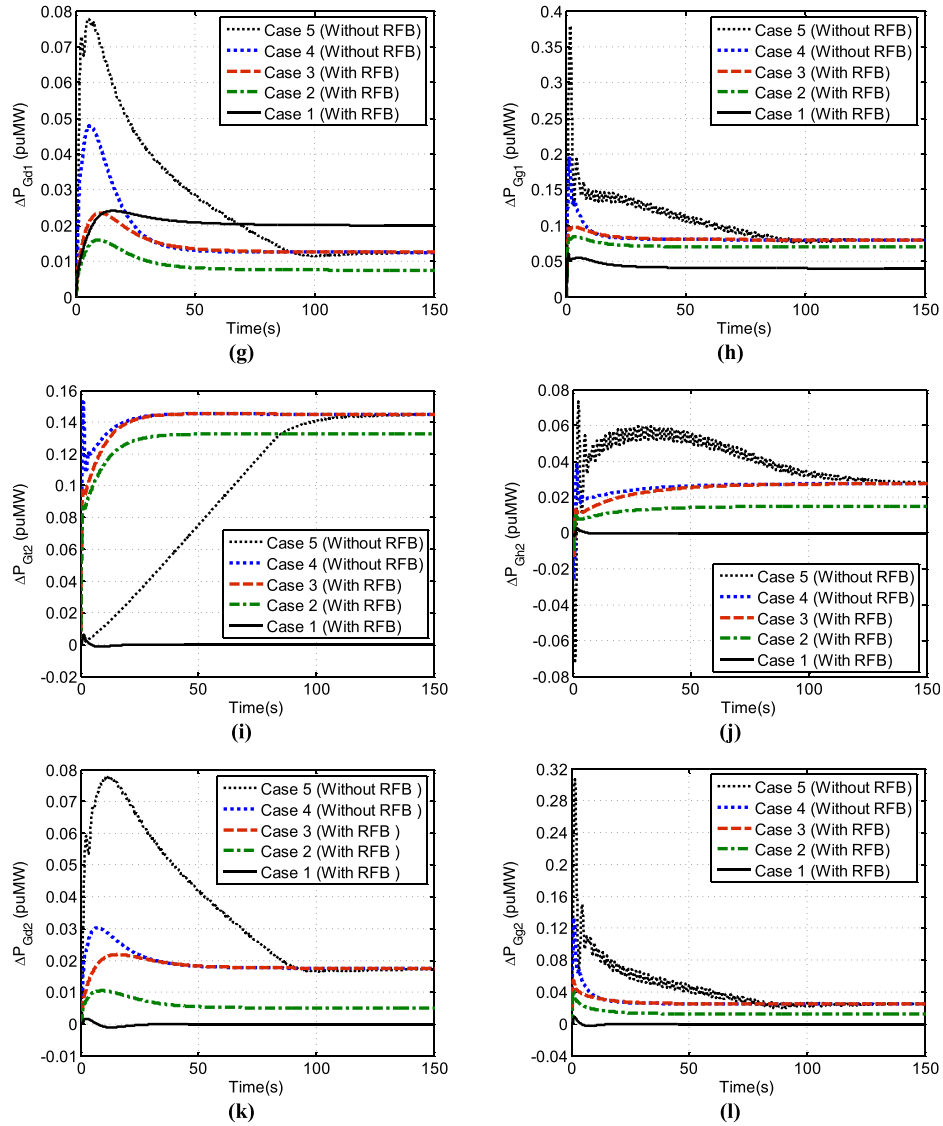 0.08
0.07
0.06
0.05
0.04
0.03
0.02
0.01
0
ΔP_Gd1 (puMW)
Case 5 (Without RFB)
Case 4 (Without RFB)
Case 3 (With RFB)
Case 2 (With RFB)
Case 1 (With RFB)
0 50 100 150
Time(s)
(g)
0.4
0.35
0.3
0.25
0.2
0.15
0.1
0.05
0
ΔP_Gg1 (puMW)
Case 5 (Without RFB)
Case 4 (Without RFB)
Case 3 (With RFB)
Case 2 (With RFB)
Case 1 (With RFB)
0 50 100 150
Time(s)
(h)
0.16
0.14
0.12
0.1
0.08
0.06
0.04
0.02
0
-0.02
ΔP_Gt2 (puMW)
Case 5 (Without RFB)
Case 4 (Without RFB)
Case 3 (With RFB)
Case 2 (With RFB)
Case 1 (With RFB)
0 50 100 150
Time(s)
(i)
0.08
0.06
0.04
0.02
0
-0.02
-0.04
-0.06
-0.08
ΔP_Gh2 (puMW)
Case 5 (Without RFB)
Case 4 (Without RFB)
Case 3 (With RFB)
Case 2 (With RFB)
Case 1 (With RFB)
0 50 100 150
Time(s)
(j)
0.08
0.07
0.06
0.05
0.04
0.03
0.02
0.01
0
-0.01
ΔP_Gd2 (puMW)
Case 5 (Without RFB )
Case 4 (Without RFB )
Case 3 (With RFB )
Case 2 (With RFB )
Case 1 (With RFB )
0 50 100 150
Time(s)
(k)
0.32
0.28
0.24
0.2
0.16
0.12
0.08
0.04
0
-0.04
ΔP_Gg2 (puMW)
Case 5 (Without RFB)
Case 4 (Without RFB)
Case 3 (With RFB)
Case 2 (With RFB)
Case 1 (With RFB)
0 50 100 150
Time(s)
(l)